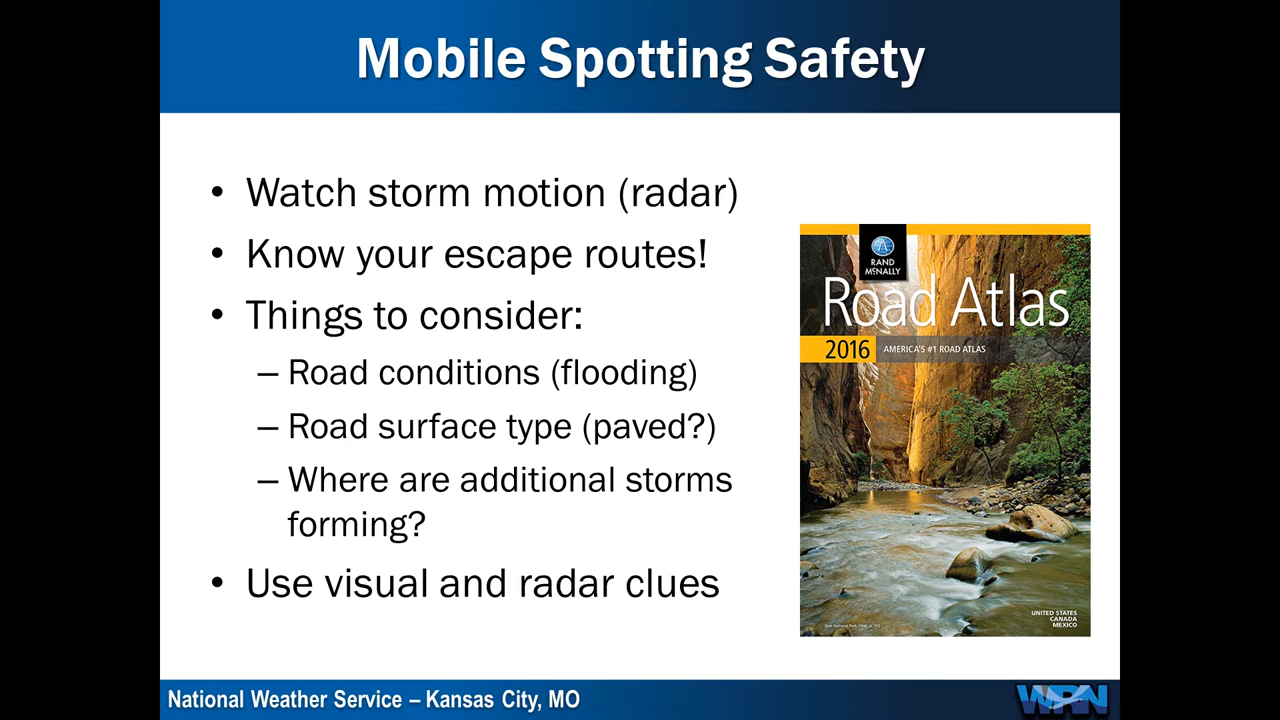 Mobile Spotting Safety
• Watch storm motion (radar)
• Know your escape routes!
• Things to consider:
– Road conditions (flooding)
– Road surface type (paved?)
– Where are additional storms
forming?
• Use visual and radar clues
RAND
MCNALLY
Road Atlas
2016 AMERICA'S #1 ROAD ATLAS
UNITED STATES
CANADA
MEXICO
National Weather Service – Kansas City, MO
WRN